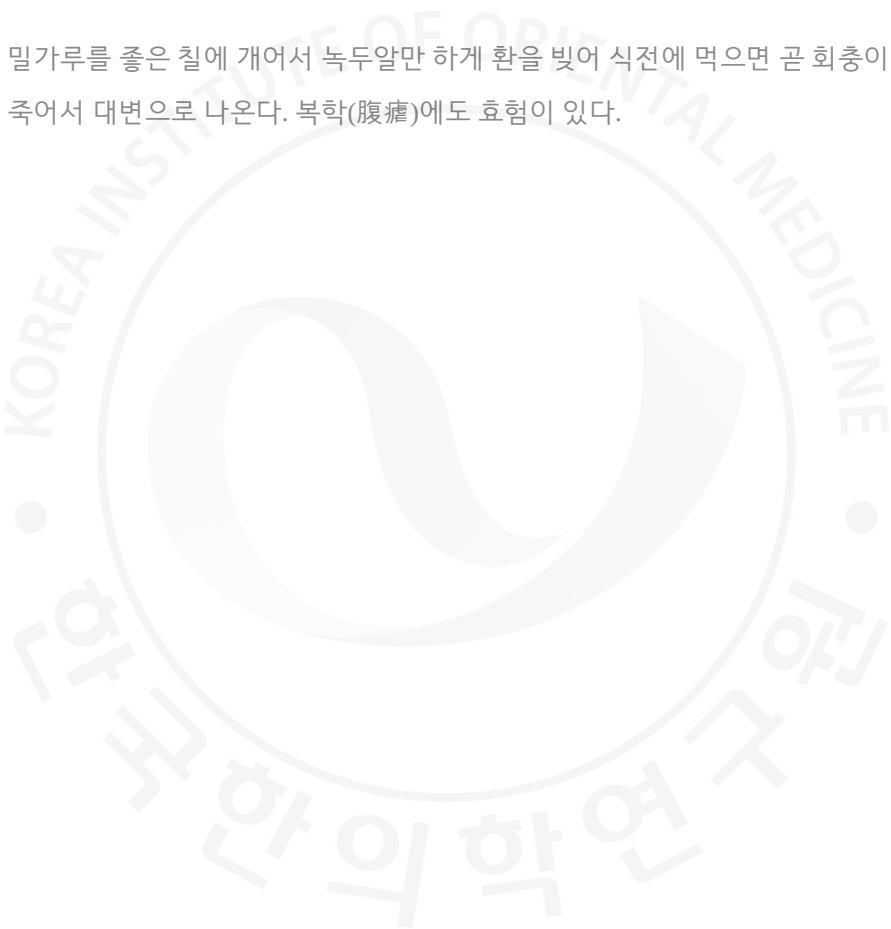 밀가루를 좋은 칠에 개어서 녹두알만 하게 환을 빚어 식전에 먹으면 곧 회충이
죽어서 대변으로 나온다. 복학(腹瘧)에도 효험이 있다.
KOREA INSTITUTE OF ORIENTAL MEDICINE
한국한의학연구원